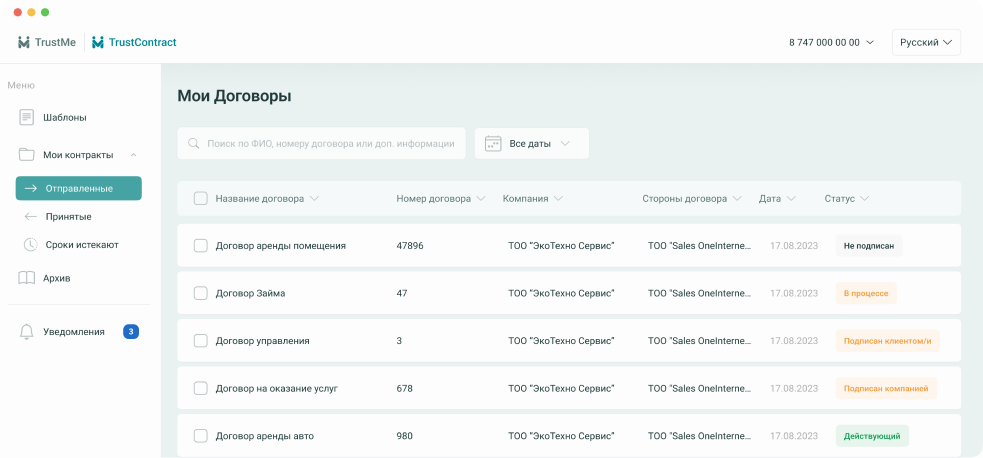 TrustMe TrustContract 8 747 000 00 00 Русский
Меню
Шаблоны
Мои контракты
Отправленные
Принятые
Сроки истекают
Архив
Уведомления 3
Мои Договоры
Поиск по ФИО, номеру договора или доп. информации Все даты
Название договора Номер договора Компания Стороны договора Дата Статус
Договор аренды помещения 47896 ТОО "ЭкоТехно Сервис" ТОО "Sales OneInterne... 17.08.2023 Не подписан
Договор Займа 47 ТОО "ЭкоТехно Сервис" ТОО "Sales OneInterne... 17.08.2023 В процессе
Договор управления 3 ТОО "ЭкоТехно Сервис" ТОО "Sales OneInterne... 17.08.2023 Подписан клиентом/и
Договор на оказание услуг 678 ТОО "ЭкоТехно Сервис" ТОО "Sales OneInterne... 17.08.2023 Подписан компанией
Договор аренды авто 980 ТОО "ЭкоТехно Сервис" ТОО "Sales OneInterne... 17.08.2023 Действующий